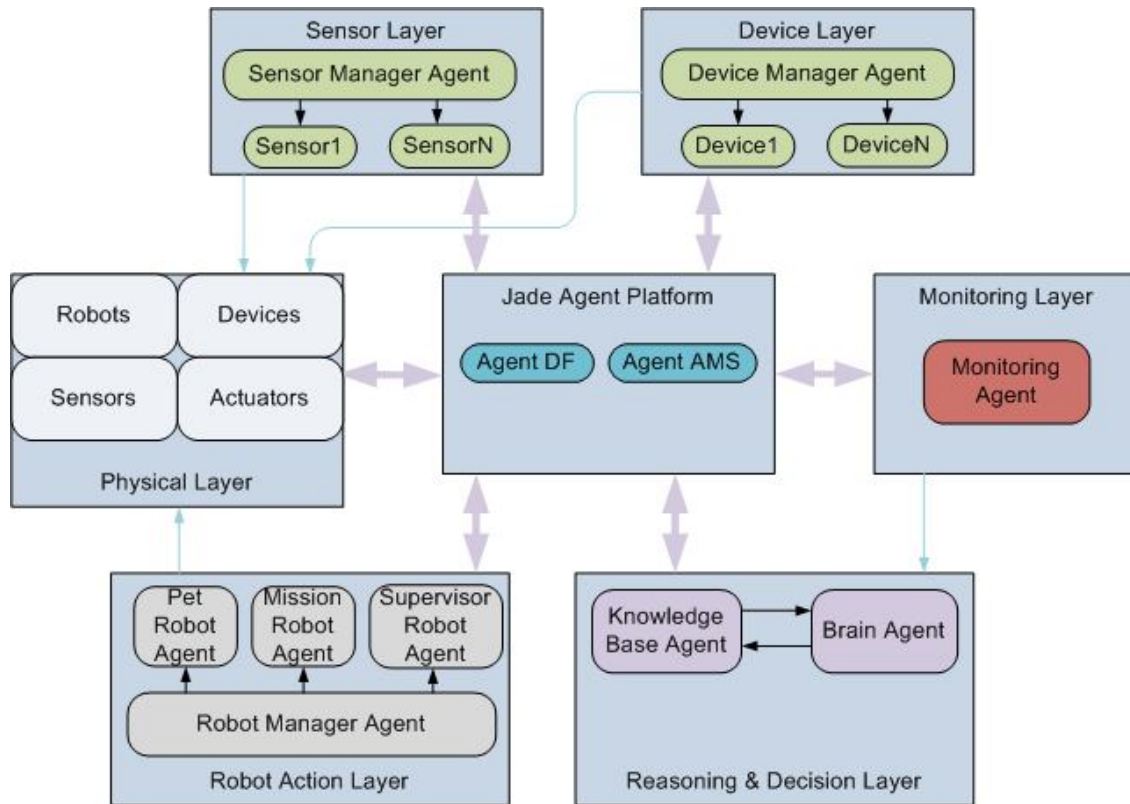 Sensor Layer
Sensor Manager Agent
Sensor1
SensorN
Device Layer
Device Manager Agent
Device1
DeviceN
Robots
Devices
Sensors
Actuators
Physical Layer
Jade Agent Platform
Agent DF
Agent AMS
Monitoring Layer
Monitoring
Agent
Pet
Robot
Agent
Mission
Robot
Agent
Supervisor
Robot
Agent
Robot Manager Agent
Robot Action Layer
Knowledge
Base Agent
Brain Agent
Reasoning & Decision Layer